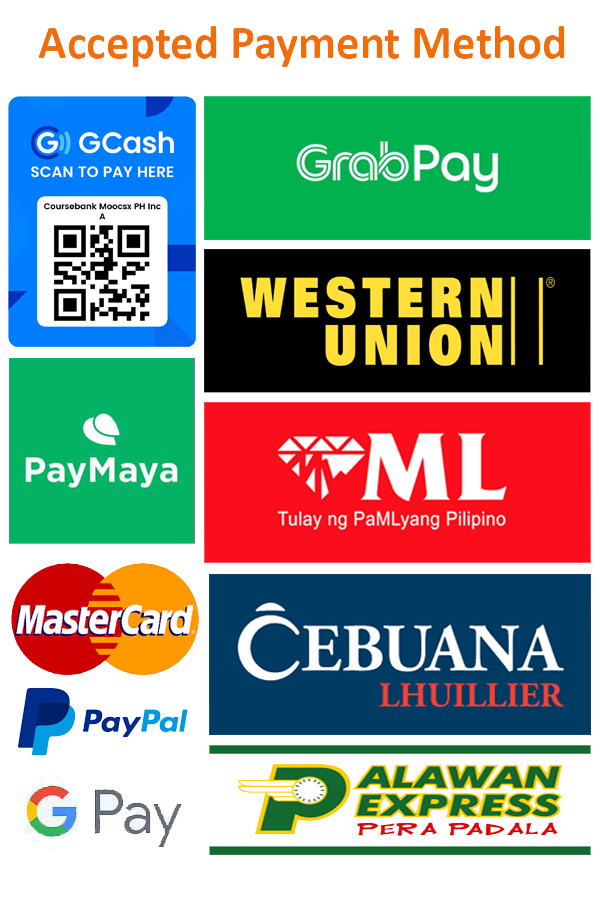 Accepted Payment Method
GCash
SCAN TO PAY HERE
Coursebank Moocsx PH Inc
A
GrabPay
WESTERN
UNION
®
PayMaya
ML
Tulay ng PaMLyang Pilipino
MasterCard
CEBUANA
LHUILLIER
PayPal
G Pay
PALAWAN
EXPRESS
PERA PADALA